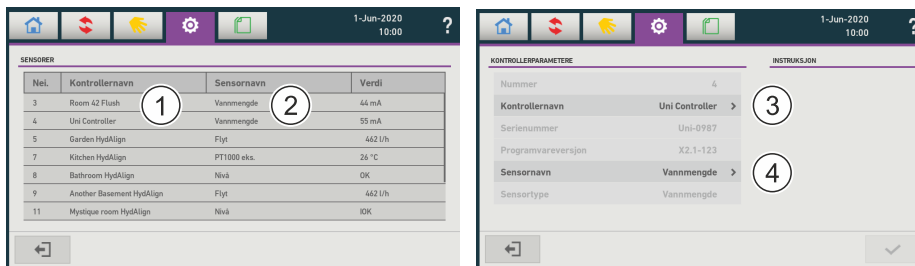 1-Jun-2020
10:00
?
SENSORER
Nei. Kontrollernavn Sensornavn Verdi
3 Room 42 Flush Vannmengde 44 mA
4 Uni Controller Vannmengde 55 mA
5 Garden HydAlign Flyt 462 l/h
7 Kitchen HydAlign PT1000 eks. 26 °C
8 Bathroom HydAlign Nivå OK
9 Another Basement HydAlign Flyt 462 l/h
11 Mystique room HydAlign Nivå IOK
1
2
1-Jun-2020
10:00
?
KONTROLLERPARAMETERE
INSTRUKSJON
Nummer 4
Kontrollernavn Uni Controller >
Serienummer Uni-0987
Programvareversjon X2.1-123
Sensornavn Vannmengde >
Sensortype Vannmengde
3
4